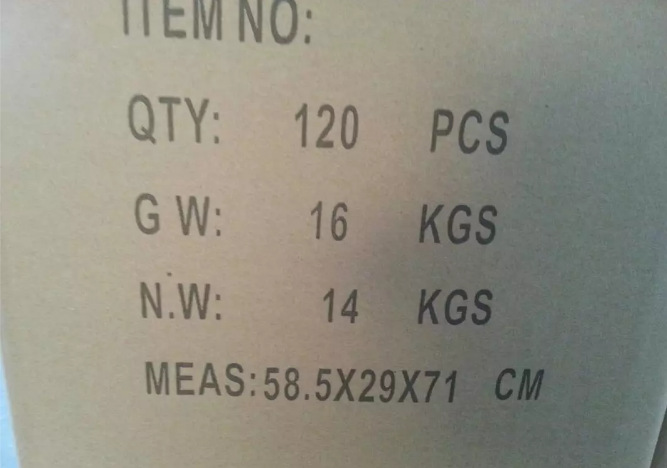 ITEM NO:
QTY: 120 PCS
G W: 16 KGS
N.W: 14 KGS
MEAS:58.5X29X71 CM